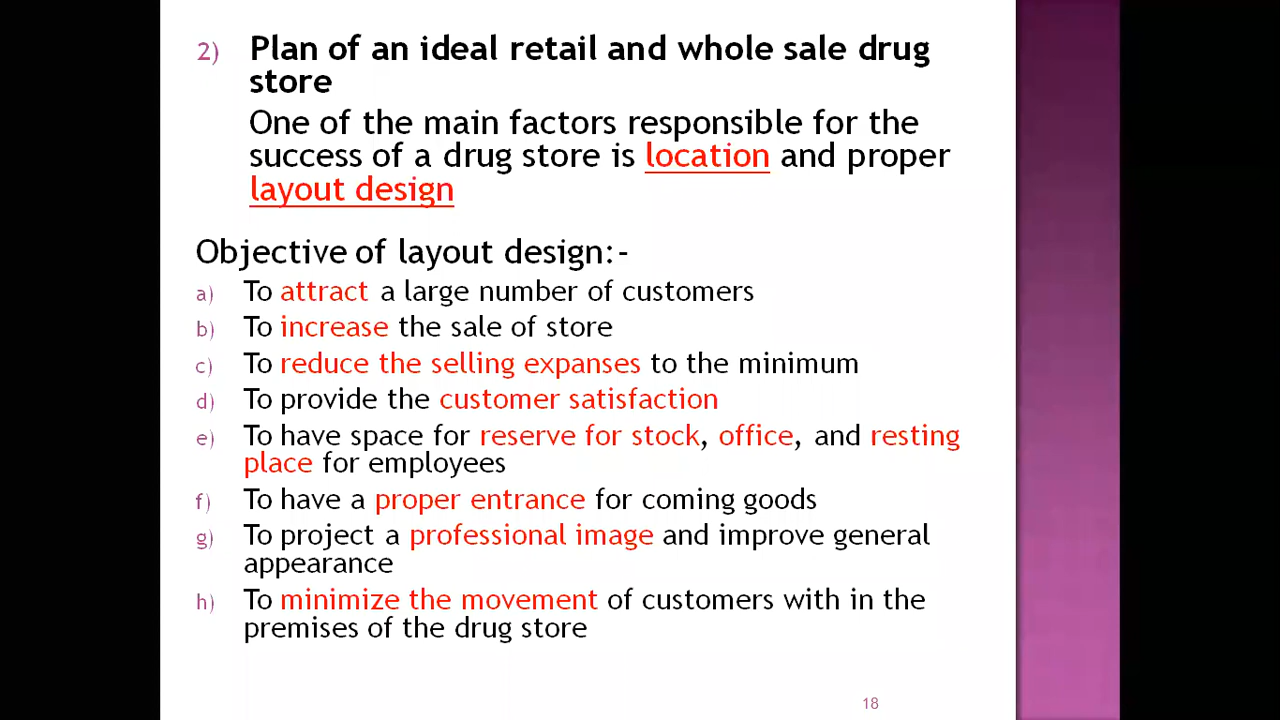 2) Plan of an ideal retail and whole sale drug
store
One of the main factors responsible for the
success of a drug store is location and proper
layout design
Objective of layout design:-
a) To attract a large number of customers
b) To increase the sale of store
c) To reduce the selling expanses to the minimum
d) To provide the customer satisfaction
e) To have space for reserve for stock, office, and resting
place for employees
f) To have a proper entrance for coming goods
g) To project a professional image and improve general
appearance
h) To minimize the movement of customers with in the
premises of the drug store
18